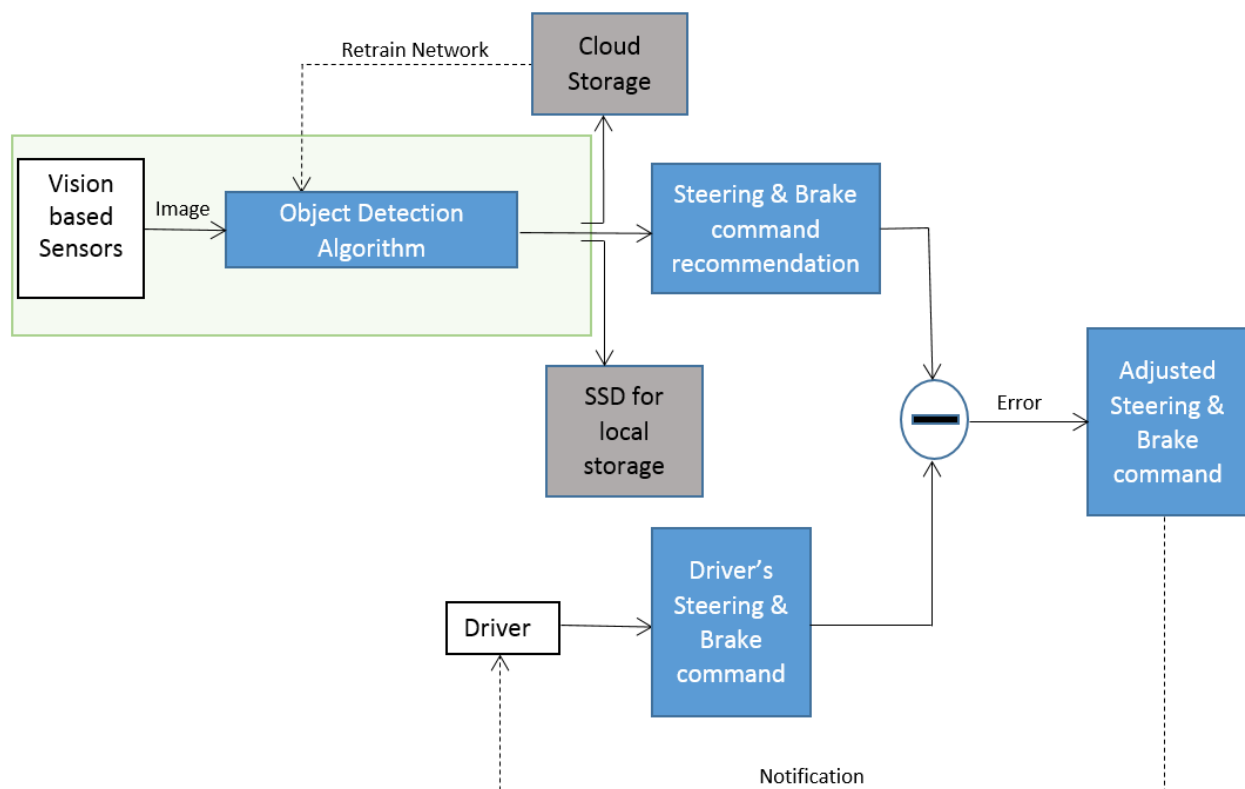 Retrain Network
Cloud
Storage
Vision
based
Sensors
Image
Object Detection
Algorithm
Steering & Brake
command
recommendation
SSD for
local
storage
Error
Adjusted
Steering &
Brake
command
Driver
Driver’s
Steering &
Brake
command
Notification